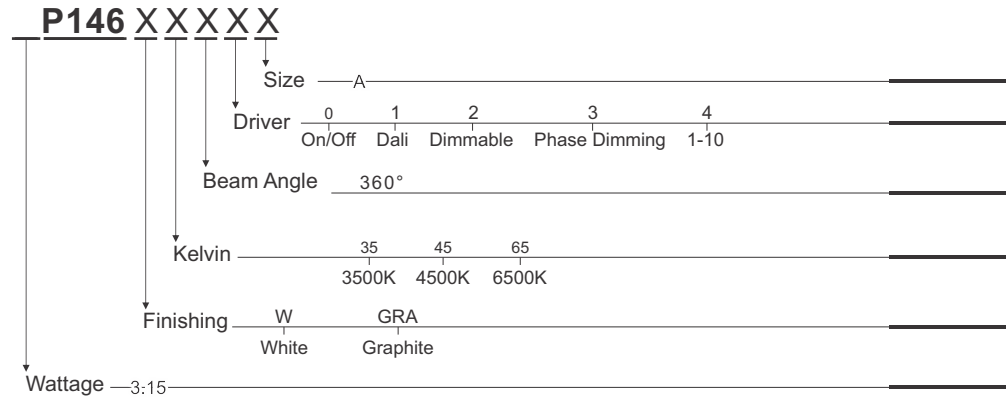 P146 X X X X X
Size A
Driver 0 1 2 3 4
On/Off Dali Dimmable Phase Dimming 1-10
Beam Angle 360°
Kelvin 35 45 65
3500K 4500K 6500K
Finishing W GRA
White Graphite
Wattage 3.15